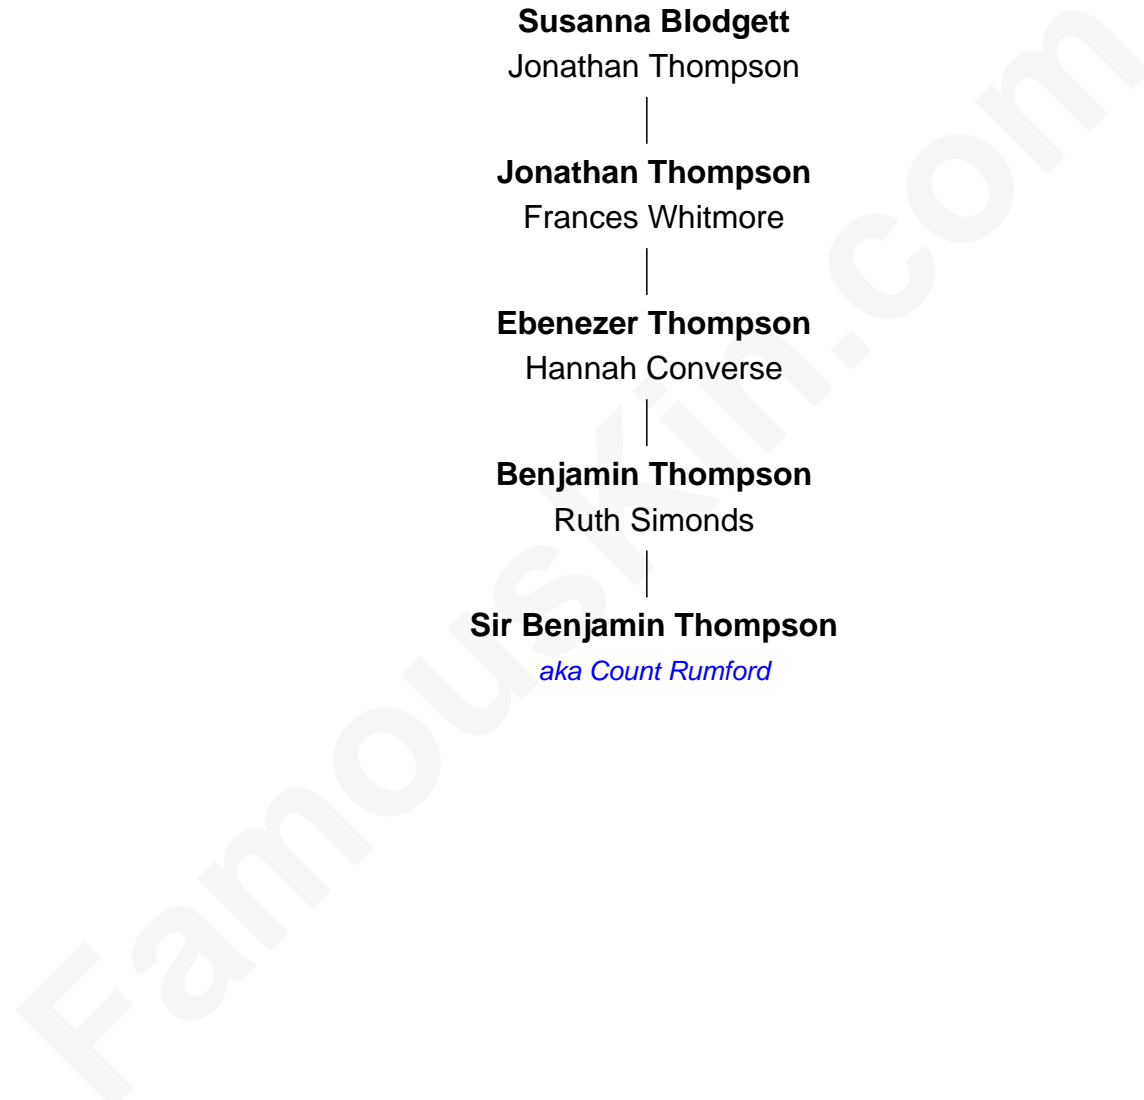 Susanna Blodgett
Jonathan Thompson
Jonathan Thompson
Frances Whitmore
Ebenezer Thompson
Hannah Converse
Benjamin Thompson
Ruth Simonds
Sir Benjamin Thompson
aka Count Rumford
FamousKin.com